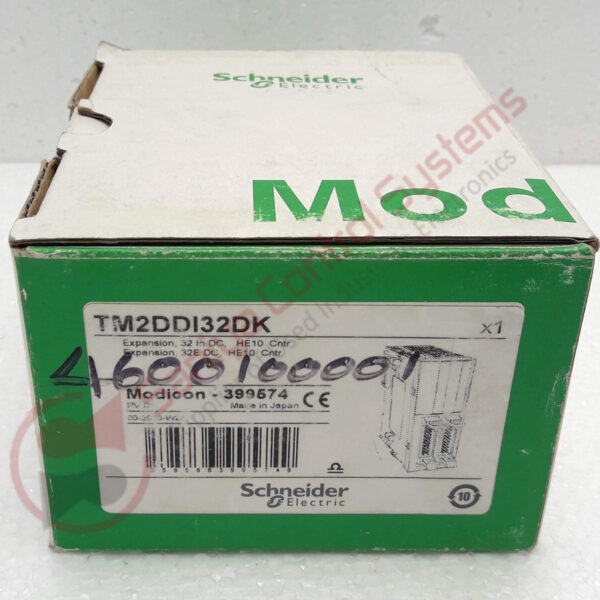 Schneider
Electric
Mod
TM2DDI32DK
x1
Expansion, 32 In DC, HE10 Cntr
Expansion, 32E DC, HE10 Cntr
4600100001
Modicon - 399574
Made in Japan
CE
Schneider
Electric
10
Control Systems